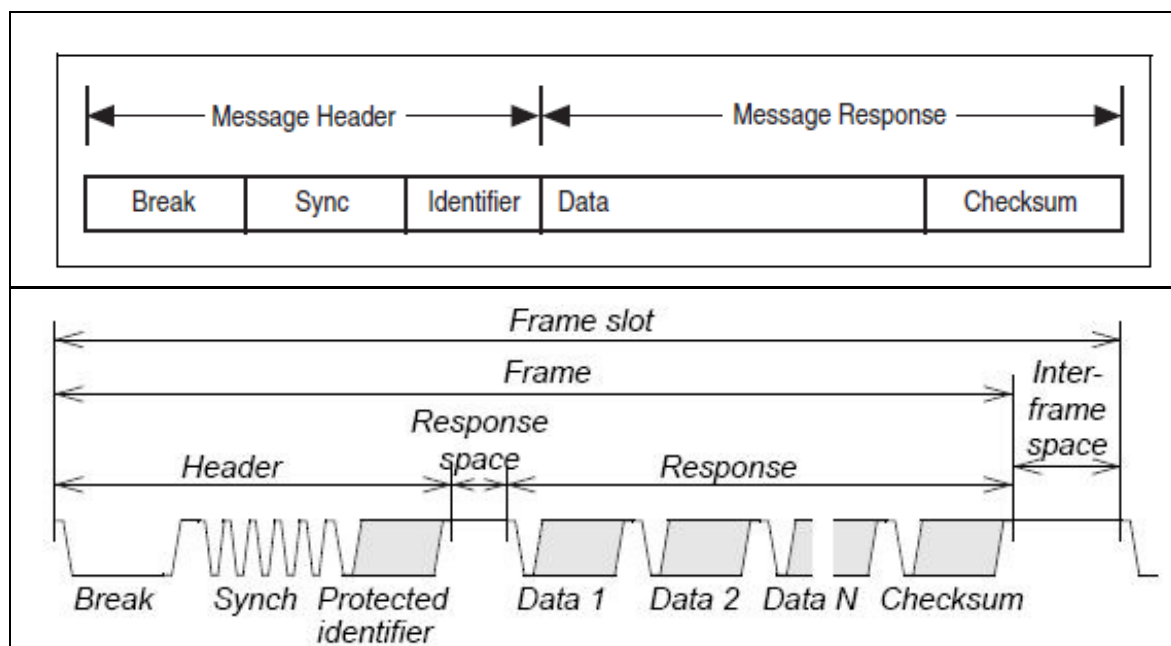 Message Header
Message Response
Break
Sync
Identifier
Data
Checksum
Frame slot
Frame
Inter-
frame
space
Response
space
Header
Response
Break
Synch
Protected
identifier
Data 1
Data 2
Data N
Checksum